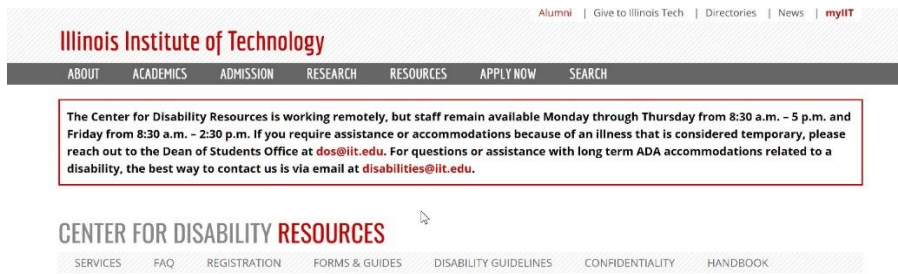 Alumni | Give to Illinois Tech | Directories | News | myIIT
Illinois Institute of Technology
ABOUT ACADEMICS ADMISSION RESEARCH RESOURCES APPLY NOW SEARCH
The Center for Disability Resources is working remotely, but staff remain available Monday through Thursday from 8:30 a.m. – 5 p.m. and
Friday from 8:30 a.m. – 2:30 p.m. If you require assistance or accommodations because of an illness that is considered temporary, please
reach out to the Dean of Students Office at dos@iit.edu. For questions or assistance with long term ADA accommodations related to a
disability, the best way to contact us is via email at disabilities@iit.edu.
CENTER FOR DISABILITY RESOURCES
SERVICES FAQ REGISTRATION FORMS & GUIDES DISABILITY GUIDELINES CONFIDENTIALITY HANDBOOK